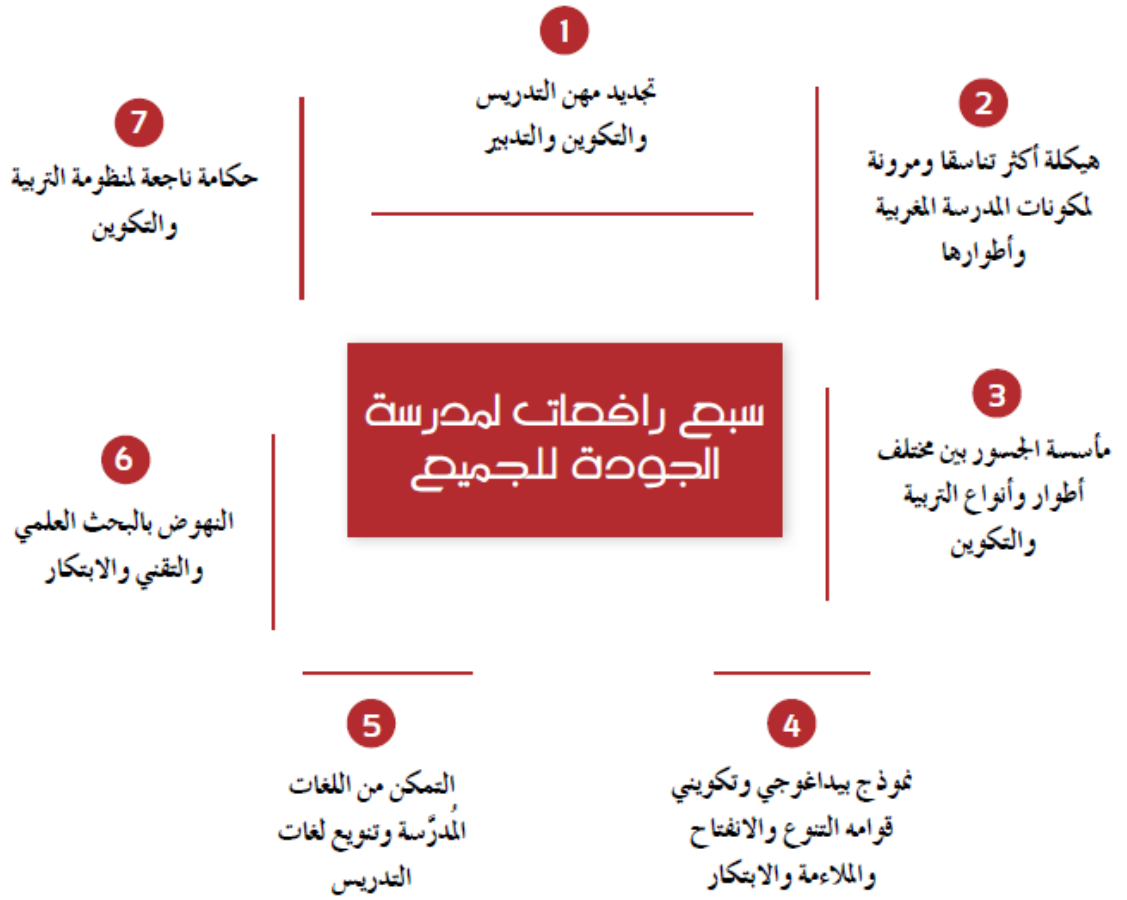 1
تجديد مهن التدريس
والتكوين والتدبير
2
هيكلة أكثر تناسقا ومرونة
لمكونات المدرسة المغربية
وأطوارها
3
مأسسة الجسور بين مختلف
أطوار وأنواع التربية
والتكوين
4
نموذج بيداغوجي وتكويني
قوامه التنوع والانفتاح
والملاءمة والابتكار
5
التمكن من اللغات
المُدرَّسة وتنويع لغات
التدريس
6
النهوض بالبحث العلمي
والتقني والابتكار
7
حكامة ناجعة لمنظومة التربية
والتكوين
سبع رافعات لمدرسة
الجودة للجميع